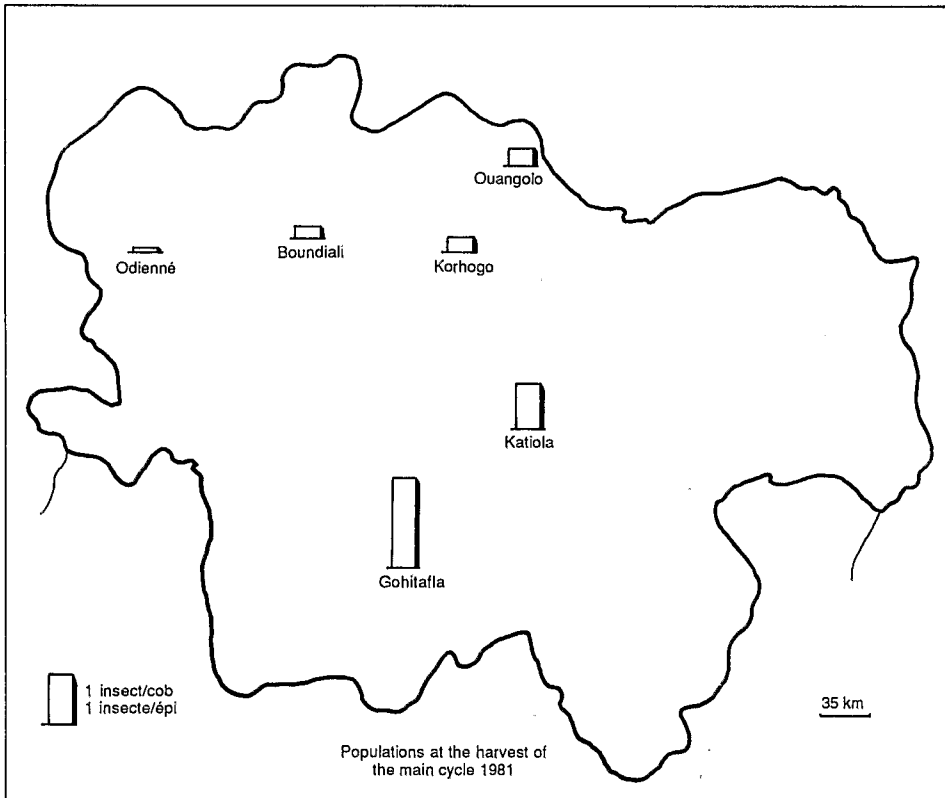 Ouangolo
Odienné
Boundiali
Korhogo
Katiola
Gohitafla
1 insect/cob
1 insecte/épi
35 km
Populations at the harvest of
the main cycle 1981